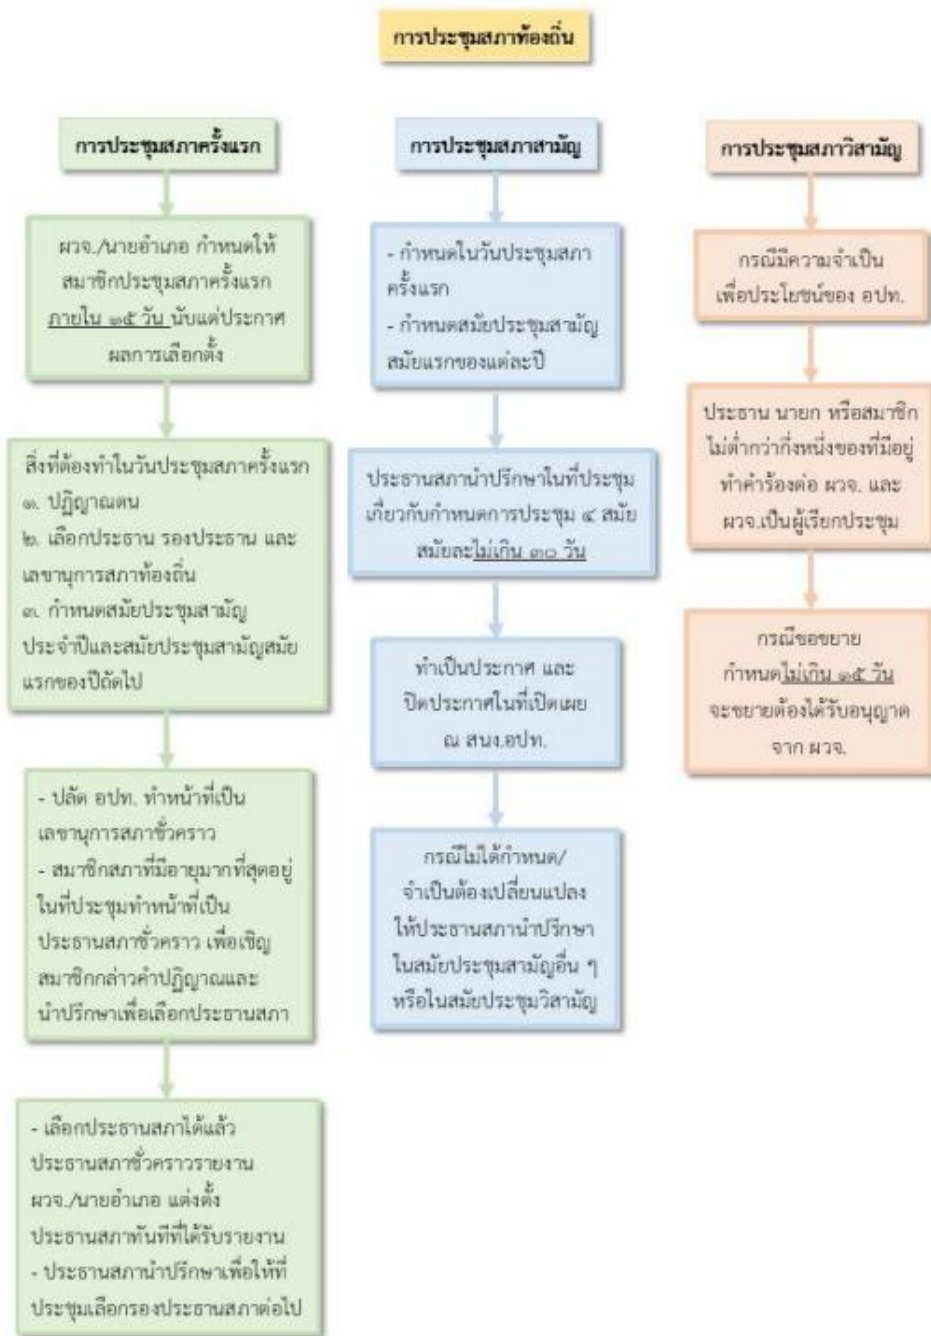 การประชุมสภาท้องถิ่น
การประชุมสภาครั้งแรก
ผวจ./นายอำเภอ กำหนดให้
สมาชิกประชุมสภาครั้งแรก
ภายใน ๑๕ วัน นับแต่ประกาศ
ผลการเลือกตั้ง
สิ่งที่ต้องทำในวันประชุมสภาครั้งแรก
๑. ปฏิญาณตน
๒. เลือกประธาน รองประธาน และ
เลขานุการสภาท้องถิ่น
๓. กำหนดสมัยประชุมสามัญ
ประจำปีและสมัยประชุมสามัญสมัย
แรกของปีถัดไป
- ปลัด อปท. ทำหน้าที่เป็น
เลขานุการสภาชั่วคราว
- สมาชิกสภาที่มีอายุมากที่สุดอยู่
ในที่ประชุมทำหน้าที่เป็น
ประธานสภาชั่วคราว เพื่อเชิญ
สมาชิกกล่าวคำปฏิญาณและ
นำปรึกษาเพื่อเลือกประธานสภา
- เลือกประธานสภาได้แล้ว
ประธานสภาชั่วคราวรายงาน
ผวจ./นายอำเภอ แต่งตั้ง
ประธานสภาทันทีที่ได้รับรายงาน
- ประธานสภานำปรึกษาเพื่อให้ที่
ประชุมเลือกรองประธานสภาต่อไป
การประชุมสภาสามัญ
- กำหนดในวันประชุมสภา
ครั้งแรก
- กำหนดสมัยประชุมสามัญ
สมัยแรกของแต่ละปี
ประธานสภานำปรึกษาในที่ประชุม
เกี่ยวกับกำหนดการประชุม ๔ สมัย
สมัยละไม่เกิน ๓๐ วัน
ทำเป็นประกาศ และ
ปิดประกาศในที่เปิดเผย
ณ สนง.อปท.
กรณีไม่ได้กำหนด/
จำเป็นต้องเปลี่ยนแปลง
ให้ประธานสภานำปรึกษา
ในสมัยประชุมสามัญอื่น ๆ
หรือในสมัยประชุมวิสามัญ
การประชุมสภาวิสามัญ
กรณีมีความจำเป็น
เพื่อประโยชน์ของ อปท.
ประธาน นายก หรือสมาชิก
ไม่ต่ำกว่ากึ่งหนึ่งของที่มีอยู่
ทำคำร้องต่อ ผวจ. และ
ผวจ.เป็นผู้เรียกประชุม
กรณีขอขยาย
กำหนดไม่เกิน ๑๕ วัน
จะขยายต้องได้รับอนุญาต
จาก ผวจ.